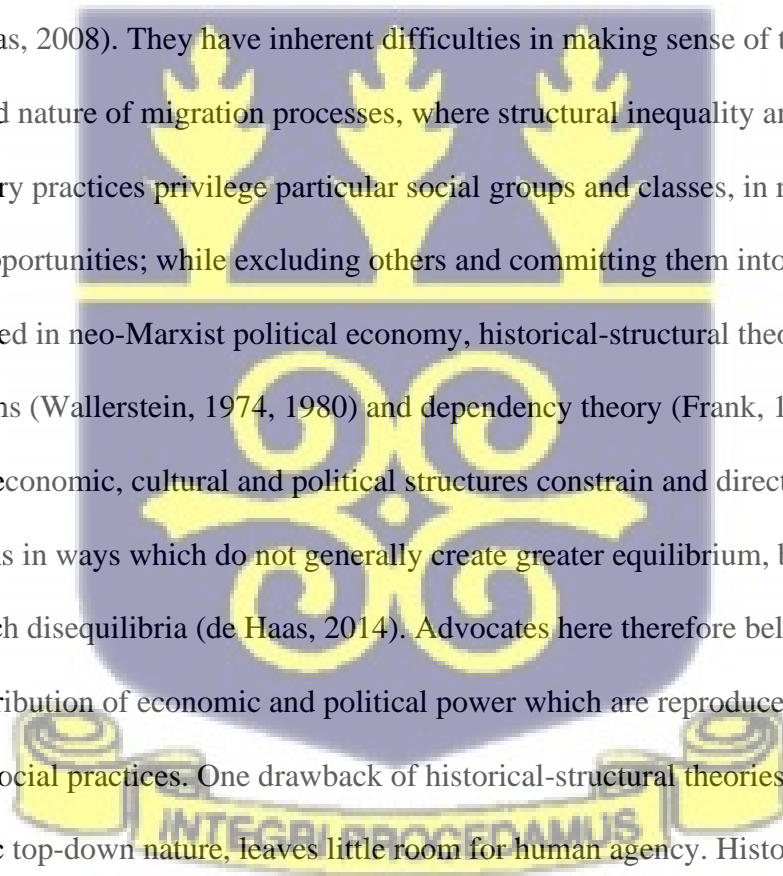 as, 2008). They have inherent difficulties in making sense of t
d nature of migration processes, where structural inequality an
ry practices privilege particular social groups and classes, in r
pportunities; while excluding others and committing them into
ed in neo-Marxist political economy, historical-structural theo
ns (Wallerstein, 1974, 1980) and dependency theory (Frank, 1
economic, cultural and political structures constrain and direct
ls in ways which do not generally create greater equilibrium, b
ch disequilibria (de Haas, 2014). Advocates here therefore bel
ribution of economic and political power which are reproduce
social practices. One drawback of historical-structural theories
c top-down nature, leaves little room for human agency. Histo
INTEGRI PROCEDAMUS